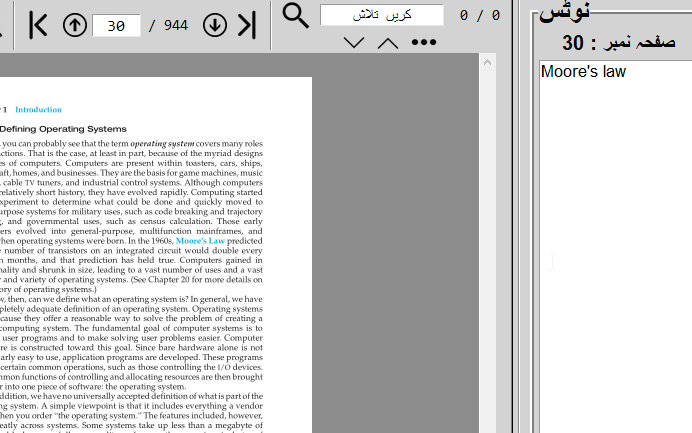 30 / 944
کریں تلاش
0 / 0
نوٹس
صفحہ نمبر : 30
Moore's law
1 Introduction
Defining Operating Systems
you can probably see that the term operating system covers many roles
ctions. That is the case, at least in part, because of the myriad designs
es of computers. Computers are present within toasters, cars, ships,
aft, homes, and businesses. They are the basis for game machines, music
, cable TV tuners, and industrial control systems. Although computers
relatively short history, they have evolved rapidly. Computing started
xperiment to determine what could be done and quickly moved to
urpose systems for military uses, such as code breaking and trajectory
g, and governmental uses, such as census calculation. Those early
ers evolved into general-purpose, multifunction mainframes, and
hen operating systems were born. In the 1960s, Moore's Law predicted
e number of transistors on an integrated circuit would double every
n months, and that prediction has held true. Computers gained in
nality and shrunk in size, leading to a vast number of uses and a vast
and variety of operating systems. (See Chapter 20 for more details on
ory of operating systems.)
w, then, can we define what an operating system is? In general, we have
pletely adequate definition of an operating system. Operating systems
cause they offer a reasonable way to solve the problem of creating a
computing system. The fundamental goal of computer systems is to
user programs and to make solving user problems easier. Computer
re is constructed toward this goal. Since bare hardware alone is not
arly easy to use, application programs are developed. These programs
certain common operations, such as those controlling the I/O devices.
mmon functions of controlling and allocating resources are then brought
r into one piece of software: the operating system.
ddition, we have no universally accepted definition of what is part of the
ng system. A simple viewpoint is that it includes everything a vendor
hen you order “the operating system.” The features included, however,
eatly across systems. Some systems take up less than a megabyte of